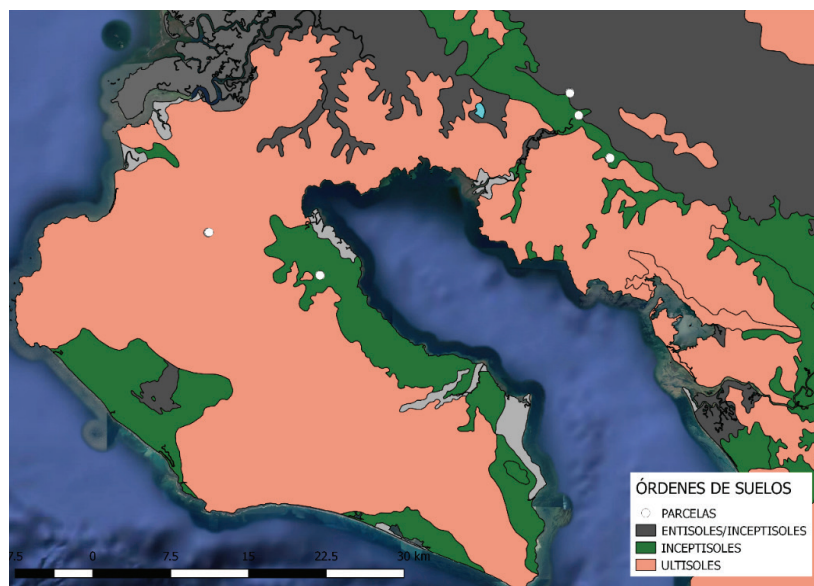 ÓRDENES DE SUELOS
PARCELAS
ENTISOLES/INCEPTISOLES
INCEPTISOLES
ULTISOLES
7.5 0 7.5 15 22.5 30 km